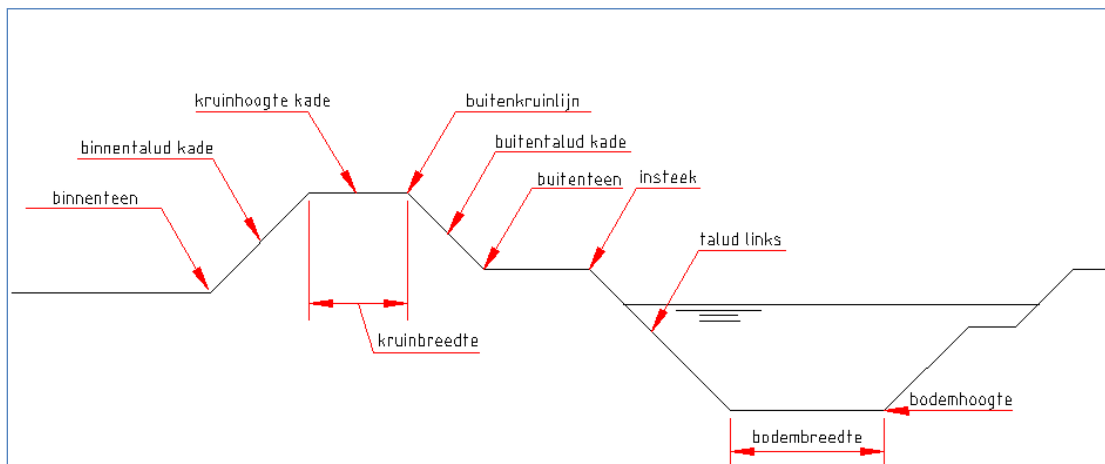 kruinhoogte kade
buitenkruinlijn
binnentalud kade
buitentalud kade
binnenteen
buitenteen
insteek
talud links
kruinbreedte
bodemhoogte
bodembreedte